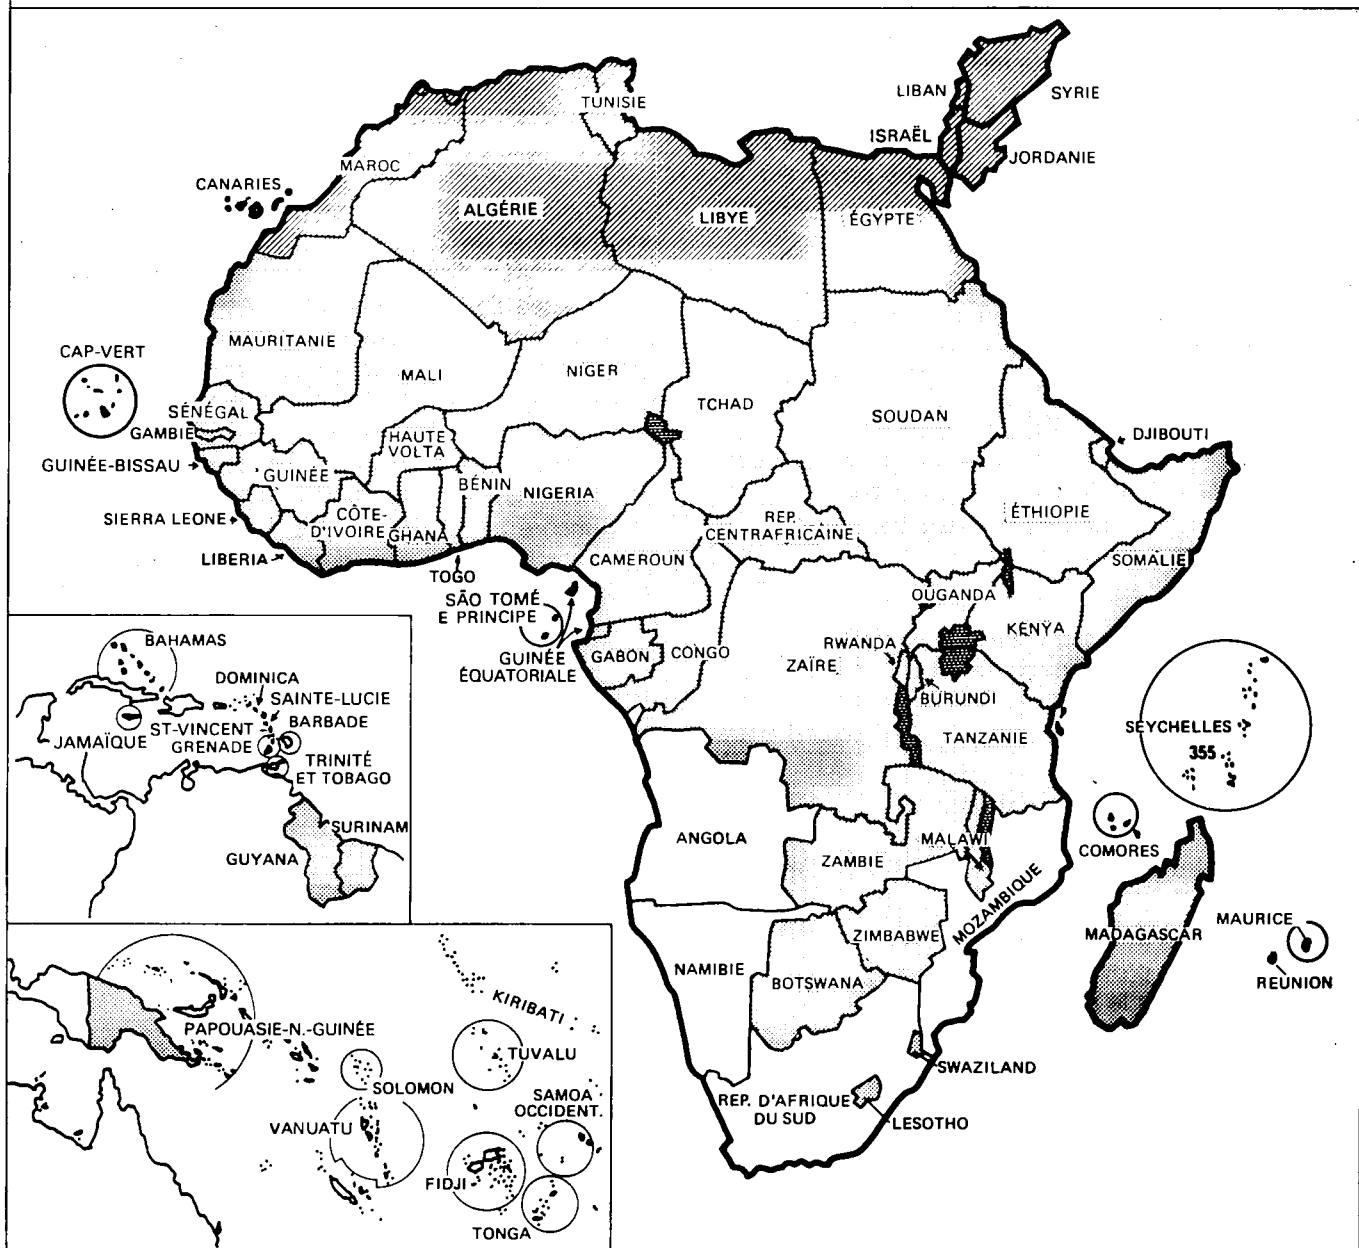 TUNISIE
LIBAN
SYRIE
ISRAËL
JORDANIE
MAROC
CANARIES
ALGÉRIE
LIBYE
ÉGYPTE
MAURITANIE
CAP-VERT
MALI
NIGER
TCHAD
SOUDAN
SÉNÉGAL
GAMBIE
HAUTE
VOLTA
DJIBOUTI
GUINÉE-BISSAU
GUINÉE
BÉNIN
NIGERIA
SIERRA LEONE
CÔTE-
D'IVOIRE
GHANA
REP.
CENTRAFRICAINE
ÉTHIOPIE
LIBERIA
CAMEROUN
SOMALIE
TOGO
SÃO TOMÉ
E PRINCIPE
OUGANDA
KENYA
GUINÉE
ÉQUATORIALE
GABON
CONGO
ZAÏRE
RWANDA
BURUNDI
TANZANIE
SEYCHELLES
355
BAHAMAS
DOMINICA
SAINTE-LUCIE
BARBADE
ST-VINCENT
GRENADE
JAMAÏQUE
TRINITÉ
ET TOBAGO
SURINAM
GUYANA
ANGOLA
ZAMBIE
MALAWI
COMORES
MOZAMBIQUE
MADAGASCAR
MAURICE
REUNION
ZIMBABWE
NAMIBIE
BOTSWANA
SWAZILAND
REP. D'AFRIQUE
DU SUD
LESOTHO
KIRIBATI
PAPOUASIE-N.-GUINÉE
TUVALU
SOLOMON
SAMOA
OCCIDENT.
VANUATU
FIDJI
TONGA